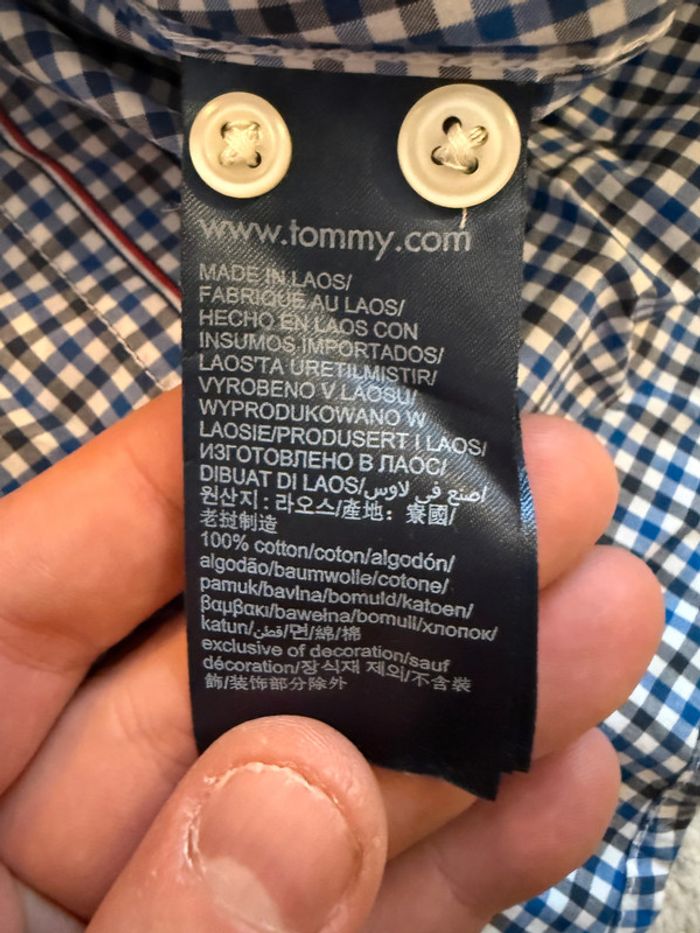 www.tommy.com
MADE IN LAOS/
FABRIQUE AU LAOS/
HECHO EN LAOS CON
INSUMOS IMPORTADOS/
LAOS'TA URETILMISTIR/
VYROBENO V LAOSU/
WYPRODUKOWANO W
LAOSIE/PRODUSERT I LAOS/
ИЗГОТОВЛЕНО В ЛАОС/
DIBUAT DI LAOS/اصنع في لاوس/
원산지 : 라오스/產地: 寮國/
老挝制造
100% cotton/coton/algodón/
algodão/baumwolle/cotone/
pamuk/bavlna/bomuld/katoen/
βαμβακι/bawełna/bomull/хлопок/
katun/قطن/면/綿/棉
exclusive of decoration/sauf
décoration/장식재 제외/不含裝
飾/装饰部分除外